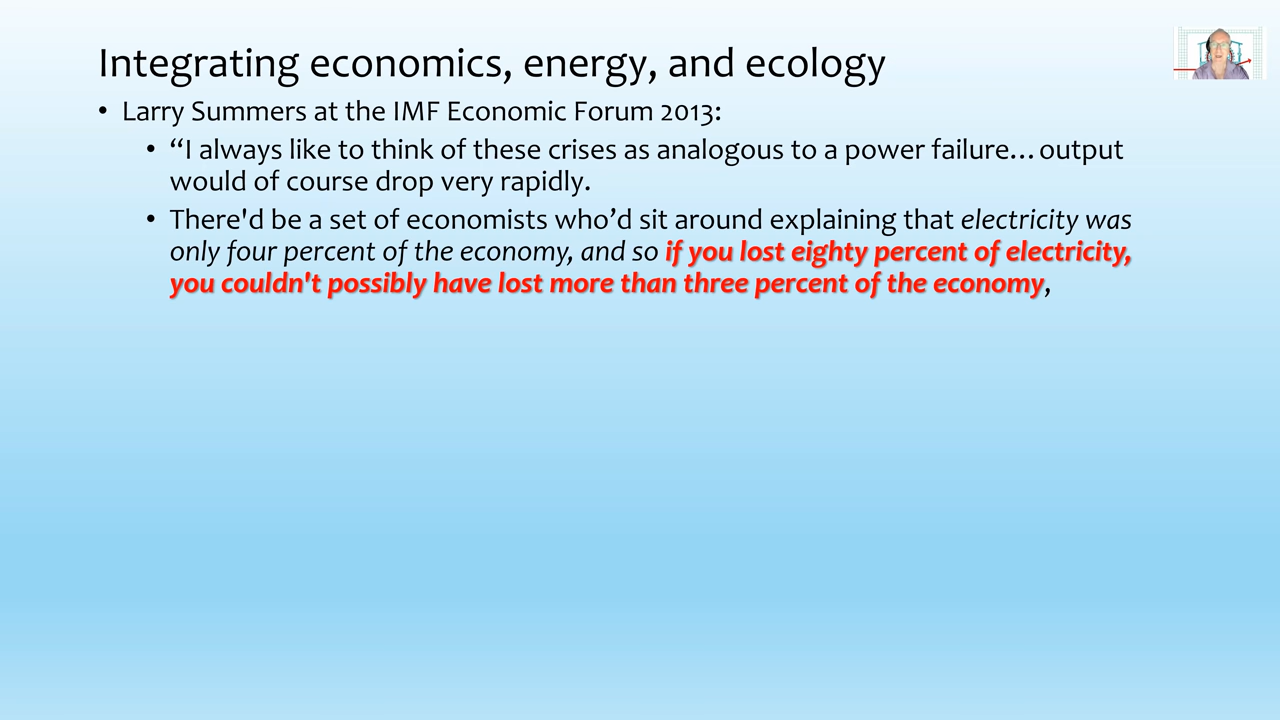 Integrating economics, energy, and ecology
• Larry Summers at the IMF Economic Forum 2013:
• “I always like to think of these crises as analogous to a power failure…output
would of course drop very rapidly.
• There'd be a set of economists who’d sit around explaining that electricity was
only four percent of the economy, and so if you lost eighty percent of electricity,
you couldn't possibly have lost more than three percent of the economy,